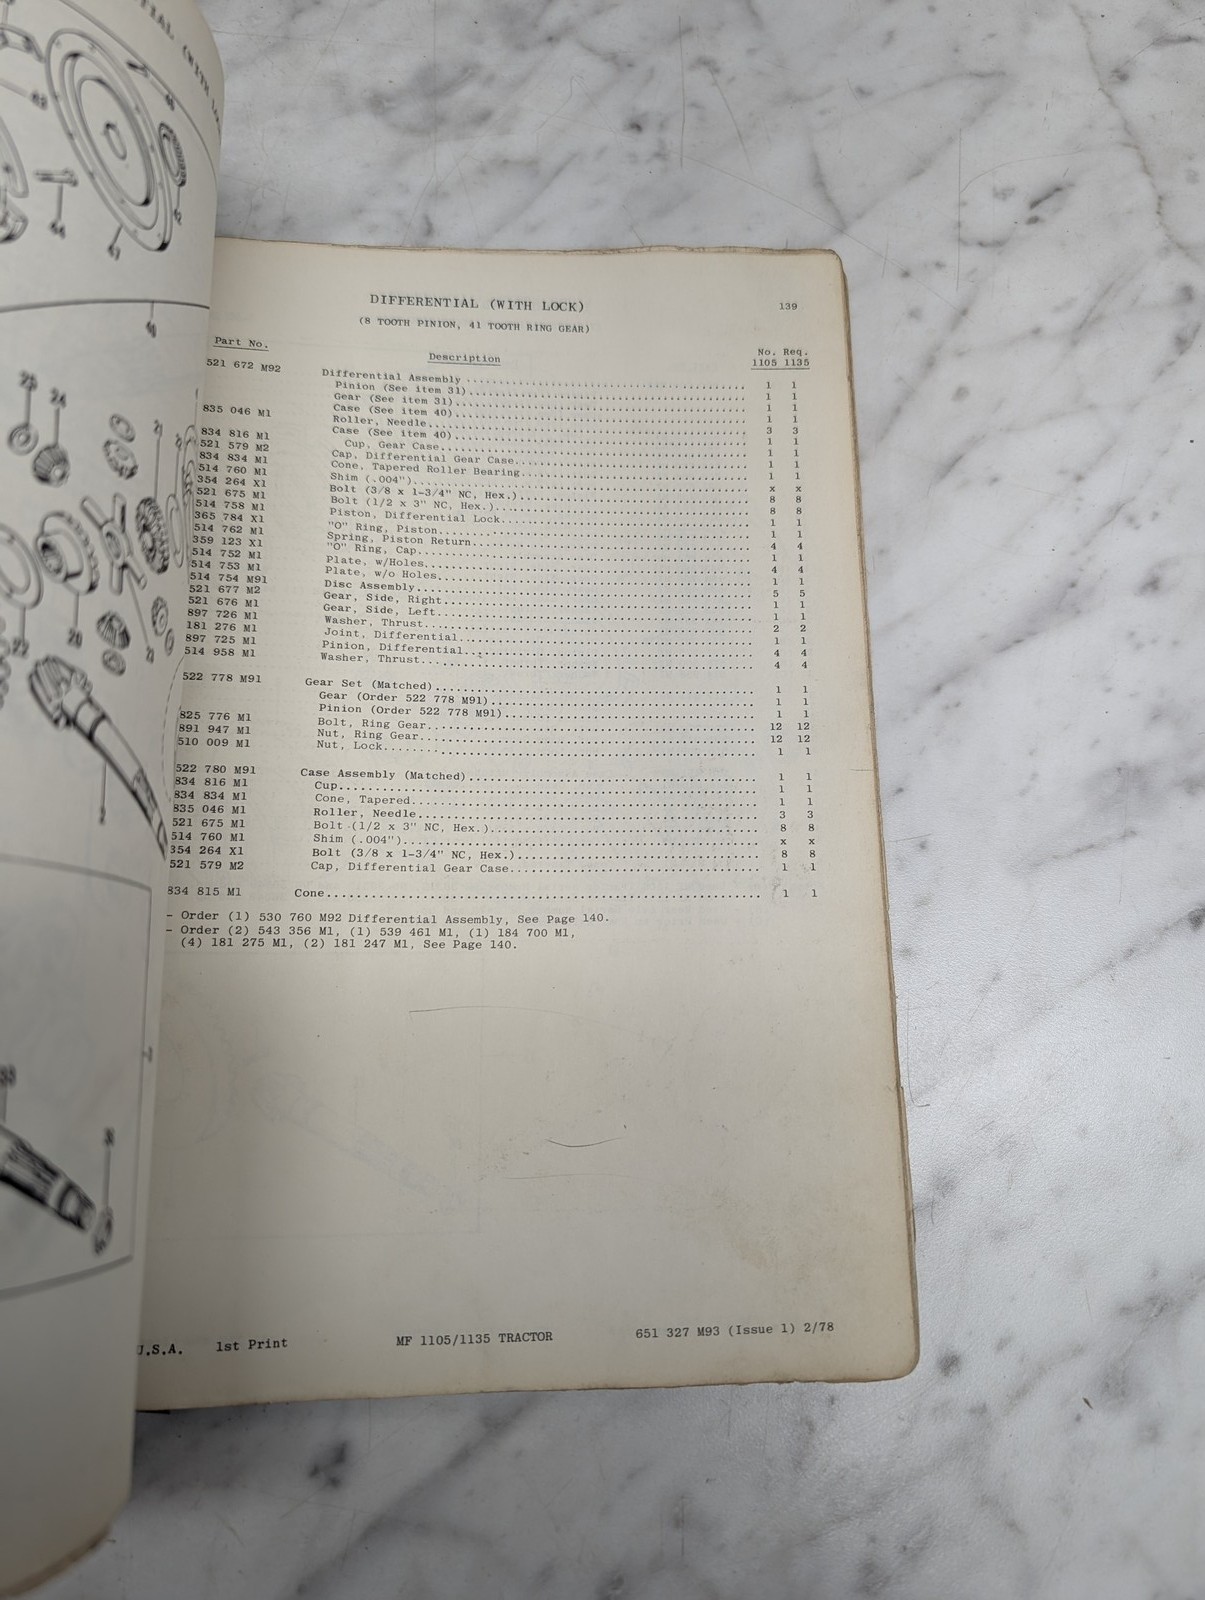 TIAL (WITH LOCK
DIFFERENTIAL (WITH LOCK)
139
(8 TOOTH PINION, 41 TOOTH RING GEAR)
Part No. Description No. Req.
1105 1135
521 672 M92 Differential Assembly 1 1
Pinion (See item 31) 1 1
Gear (See item 31) 1 1
Case (See item 40) 1 1
835 046 M1 Roller, Needle 3 3
Case (See item 40) 1 1
834 816 M1 Cup, Gear Case 1 1
521 579 M2 Cap, Differential Gear Case 1 1
834 834 M1 Cone, Tapered Roller Bearing 1 1
514 760 M1 Shim (.004") x x
354 264 X1 Bolt (3/8 x 1-3/4" NC, Hex.) 8 8
521 675 M1 Bolt (1/2 x 3" NC, Hex.) 8 8
514 758 M1 Piston, Differential Lock 1 1
365 784 X1 "O" Ring, Piston 1 1
514 762 M1 Spring, Piston Return 4 4
359 123 X1 "O" Ring, Cap 1 1
514 752 M1 Plate, w/Holes 4 4
514 753 M1 Plate, w/o Holes 1 1
514 754 M91 Disc Assembly 5 5
521 677 M2 Gear, Side, Right 1 1
521 676 M1 Gear, Side, Left 1 1
897 726 M1 Washer, Thrust 2 2
181 276 M1 Joint, Differential 1 1
897 725 M1 Pinion, Differential 4 4
514 958 M1 Washer, Thrust 4 4
522 778 M91 Gear Set (Matched) 1 1
Gear (Order 522 778 M91) 1 1
Pinion (Order 522 778 M91) 1 1
825 776 M1 Bolt, Ring Gear 12 12
891 947 M1 Nut, Ring Gear 12 12
510 009 M1 Nut, Lock 1 1
522 780 M91 Case Assembly (Matched) 1 1
834 816 M1 Cup 1 1
834 834 M1 Cone, Tapered 1 1
835 046 M1 Roller, Needle 3 3
521 675 M1 Bolt (1/2 x 3" NC, Hex.) 8 8
514 760 M1 Shim (.004") x x
354 264 X1 Bolt (3/8 x 1-3/4" NC, Hex.) 8 8
521 579 M2 Cap, Differential Gear Case 1 1
834 815 M1 Cone 1 1
- Order (1) 530 760 M92 Differential Assembly, See Page 140.
- Order (2) 543 356 M1, (1) 539 461 M1, (1) 184 700 M1,
(4) 181 275 M1, (2) 181 247 M1, See Page 140.
U.S.A. 1st Print MF 1105/1135 TRACTOR 651 327 M93 (Issue 1) 2/78